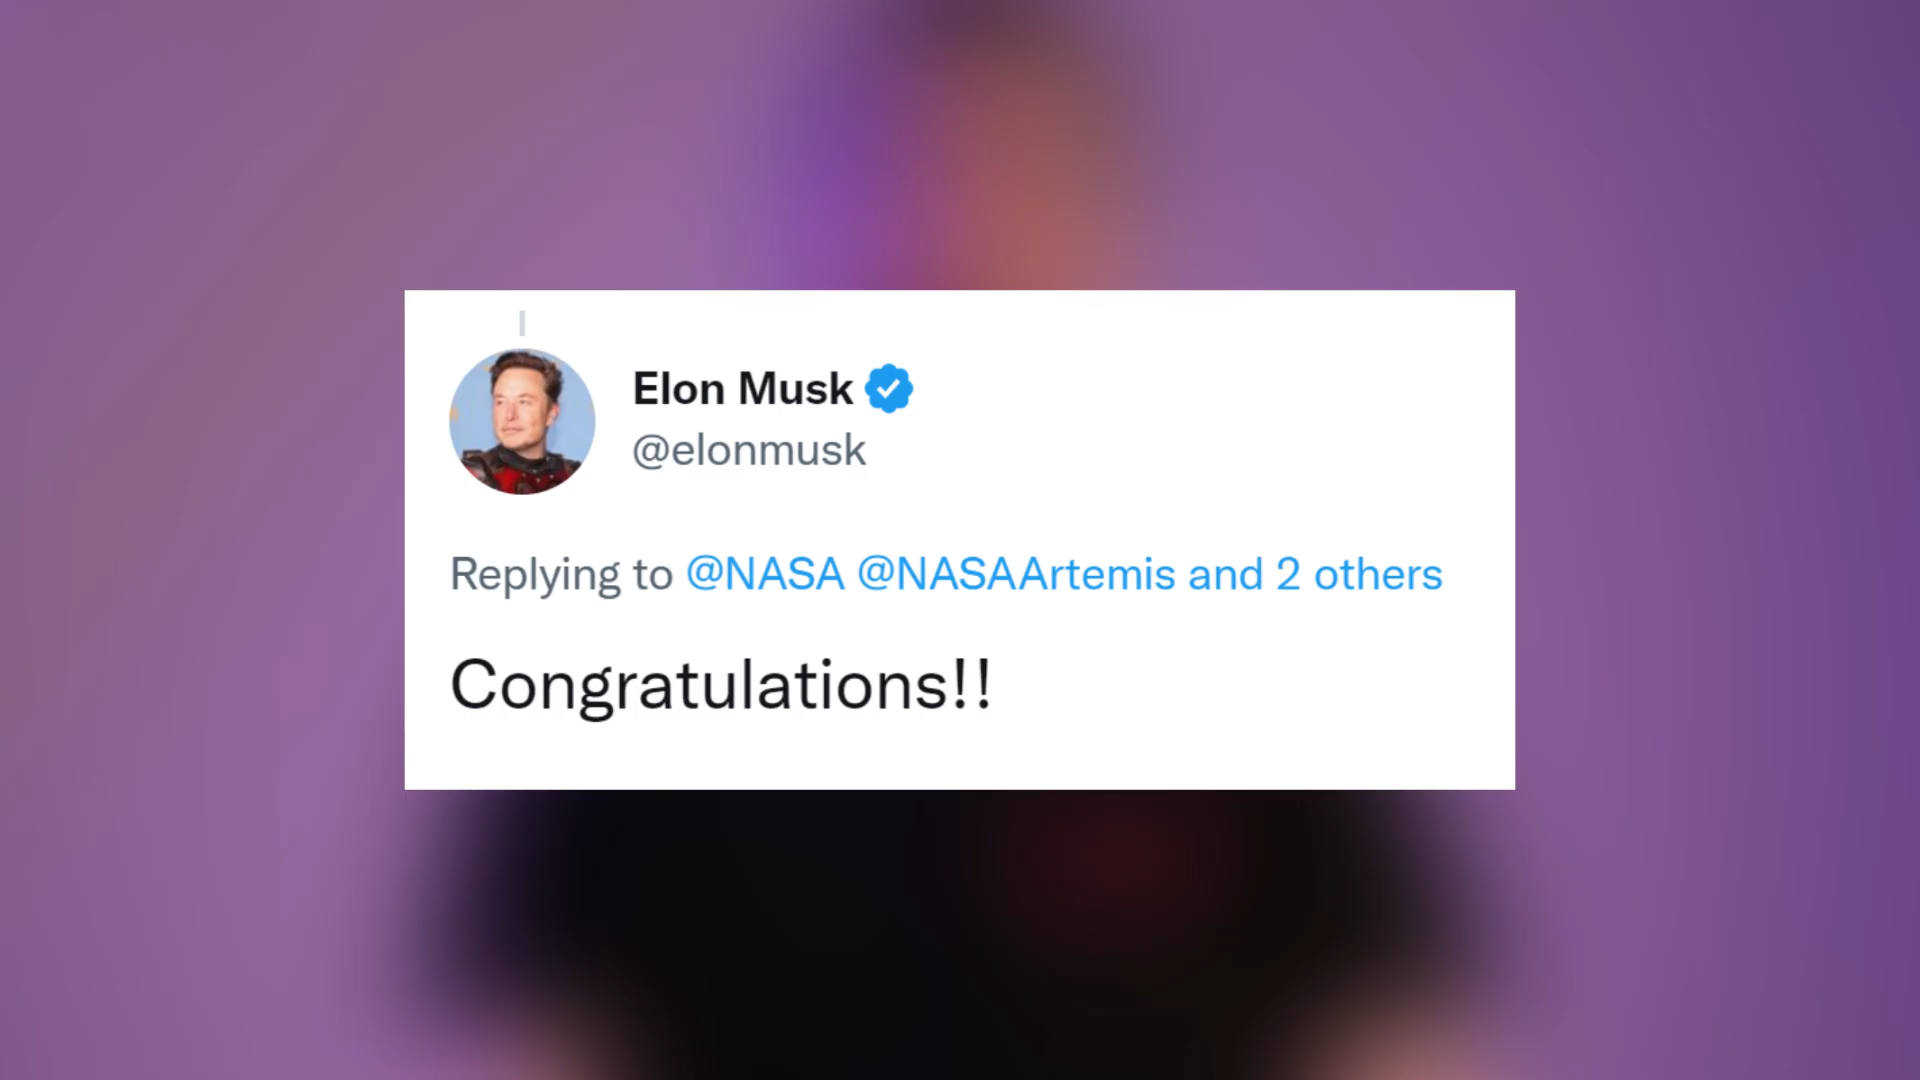 Elon Musk
@elonmusk
Replying to @NASA @NASAArtemis and 2 others
Congratulations!!